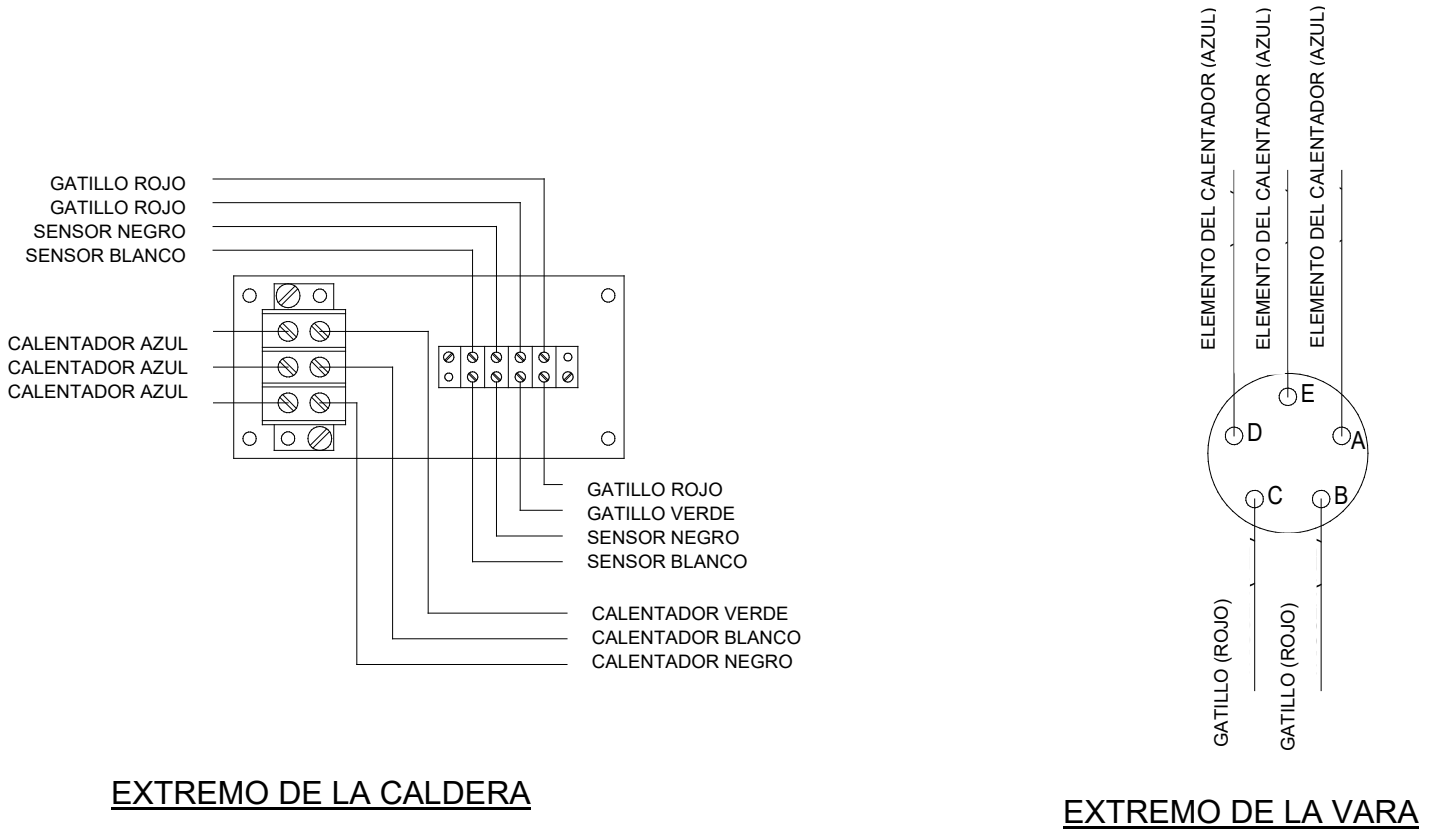 GATILLO ROJO
GATILLO ROJO
SENSOR NEGRO
SENSOR BLANCO
CALENTADOR AZUL
CALENTADOR AZUL
CALENTADOR AZUL
GATILLO ROJO
GATILLO VERDE
SENSOR NEGRO
SENSOR BLANCO
CALENTADOR VERDE
CALENTADOR BLANCO
CALENTADOR NEGRO
EXTREMO DE LA CALDERA
ELEMENTO DEL CALENTADOR (AZUL)
ELEMENTO DEL CALENTADOR (AZUL)
ELEMENTO DEL CALENTADOR (AZUL)
E
D
A
C
B
GATILLO (ROJO)
GATILLO (ROJO)
EXTREMO DE LA VARA